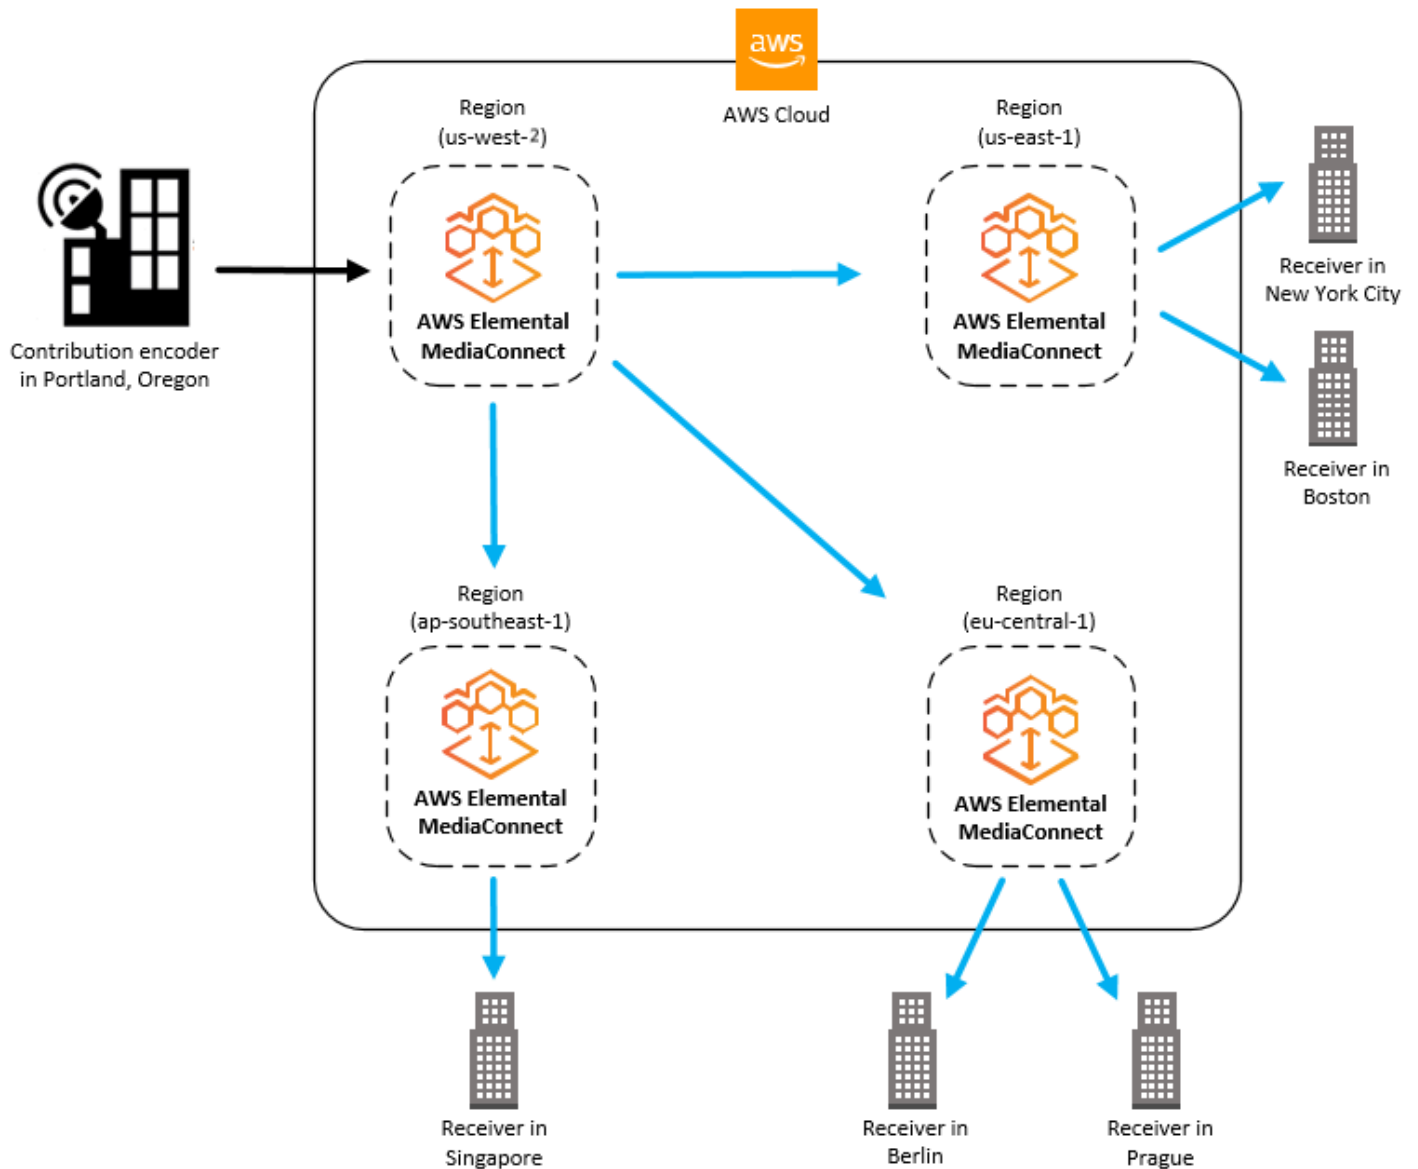 aws
AWS Cloud
Region
(us-west-2)
Region
(us-east-1)
AWS Elemental
MediaConnect
AWS Elemental
MediaConnect
Contribution encoder
in Portland, Oregon
Receiver in
New York City
Receiver in
Boston
Region
(ap-southeast-1)
Region
(eu-central-1)
AWS Elemental
MediaConnect
AWS Elemental
MediaConnect
Receiver in
Singapore
Receiver in
Berlin
Receiver in
Prague